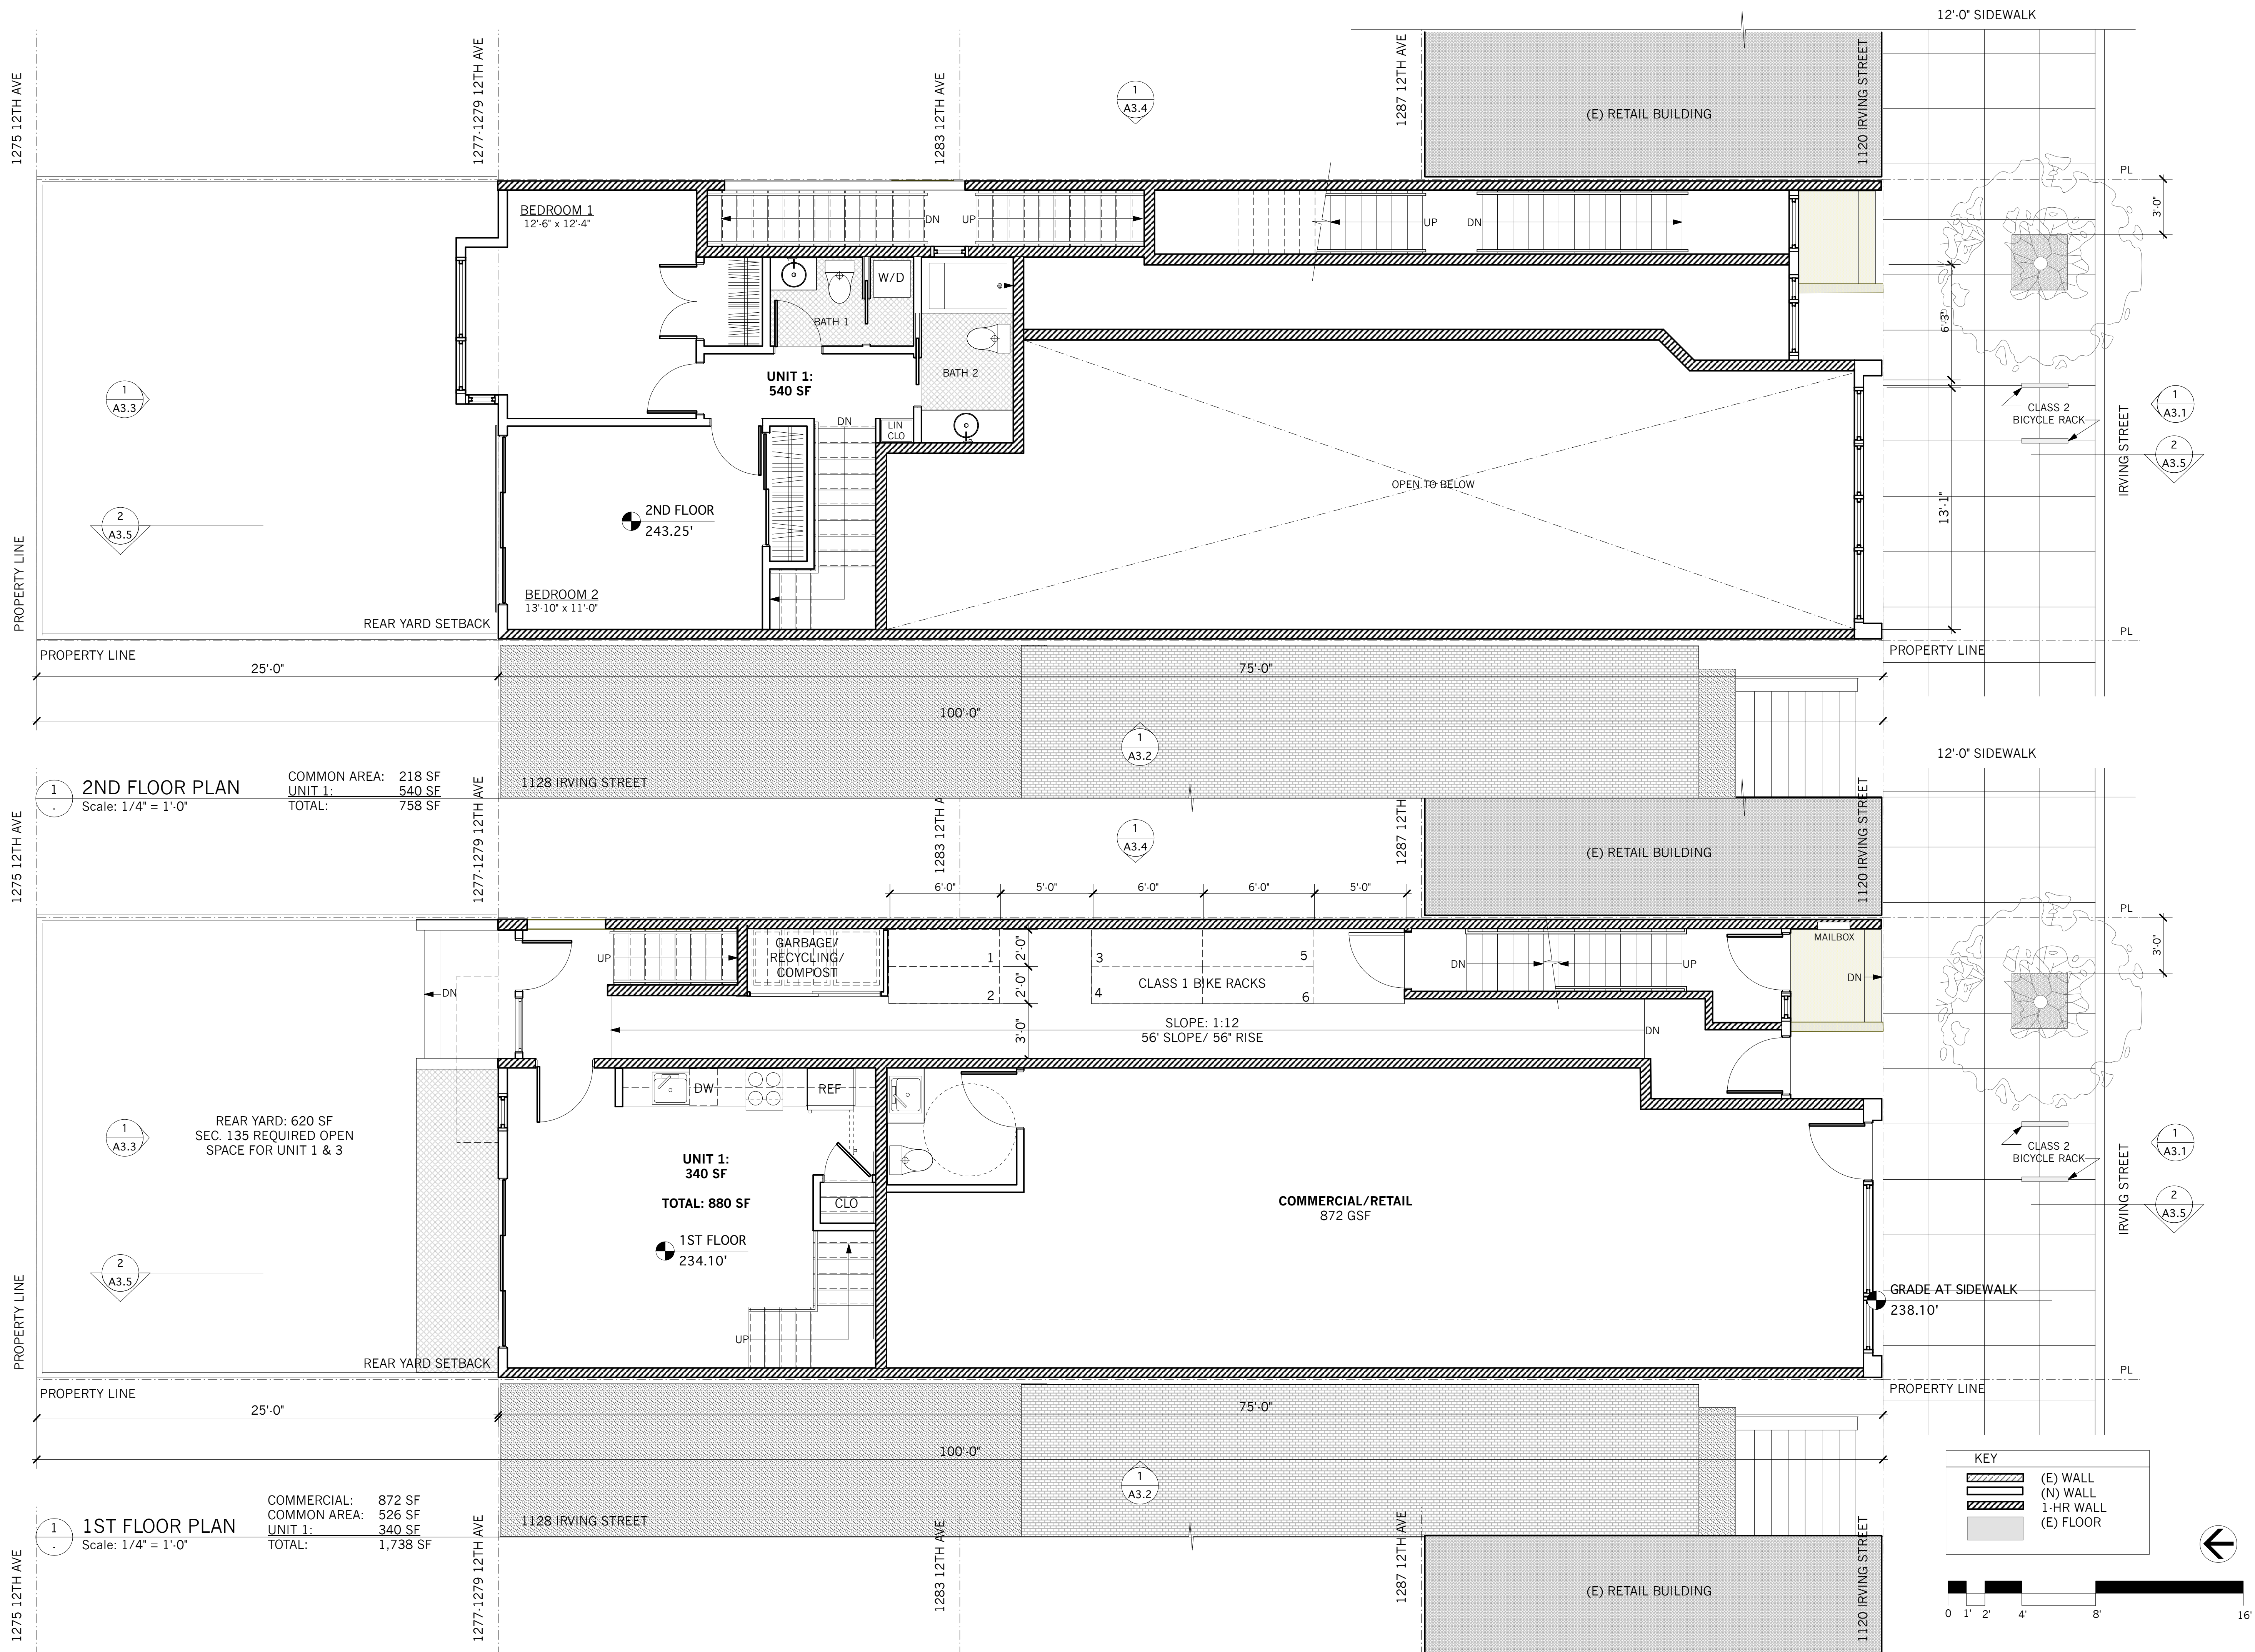 12'-0" SIDEWALK
1275 12TH AVE
1277-1279 12TH AVE
1283 12TH AVE
1287 12TH AVE
1120 IRVING STREET
1
A3.4
(E) RETAIL BUILDING
PL
3'-0"
BEDROOM 1
12'-6" x 12'-4"
DN
UP
UP
DN
W/D
BATH 1
6'-3"
BATH 2
UNIT 1:
540 SF
1
A3.3
1
A3.1
CLASS 2
BICYCLE RACK
DN
LIN
CLO
IRVING STREET
2
A3.5
OPEN TO BELOW
13'-1"
2ND FLOOR
243.25'
2
A3.5
PROPERTY LINE
BEDROOM 2
13'-10" x 11'-0"
REAR YARD SETBACK
PL
PROPERTY LINE
PROPERTY LINE
25'-0"
75'-0"
100'-0"
1
A3.2
1128 IRVING STREET
1
.
2ND FLOOR PLAN
Scale: 1/4" = 1'-0"
COMMON AREA: 218 SF
UNIT 1: 540 SF
TOTAL: 758 SF
12'-0" SIDEWALK
1275 12TH AVE
1277-1279 12TH AVE
1283 12TH A
1287 12TH
1120 IRVING STREET
1
A3.4
(E) RETAIL BUILDING
6'-0"
5'-0"
6'-0"
6'-0"
5'-0"
PL
3'-0"
MAILBOX
GARBAGE/
RECYCLING/
COMPOST
UP
1
2
3
4
5
6
2'-0"
2'-0"
3'-0"
CLASS 1 BIKE RACKS
DN
UP
DN
DN
SLOPE: 1:12
56' SLOPE/ 56" RISE
DN
DW
REF
REAR YARD: 620 SF
SEC. 135 REQUIRED OPEN
SPACE FOR UNIT 1 & 3
1
A3.3
1
A3.1
CLASS 2
BICYCLE RACK
UNIT 1:
340 SF
TOTAL: 880 SF
CLO
COMMERCIAL/RETAIL
872 GSF
IRVING STREET
2
A3.5
1ST FLOOR
234.10'
2
A3.5
GRADE AT SIDEWALK
238.10'
UP
PROPERTY LINE
REAR YARD SETBACK
PL
PROPERTY LINE
PROPERTY LINE
25'-0"
75'-0"
100'-0"
1
A3.2
1128 IRVING STREET
1
.
1ST FLOOR PLAN
Scale: 1/4" = 1'-0"
COMMERCIAL: 872 SF
COMMON AREA: 526 SF
UNIT 1: 340 SF
TOTAL: 1,738 SF
1275 12TH AVE
1277-1279 12TH AVE
1283 12TH AVE
1287 12TH AVE
1120 IRVING STREET
(E) RETAIL BUILDING
KEY
(E) WALL
(N) WALL
1-HR WALL
(E) FLOOR
0 1' 2' 4' 8' 16'